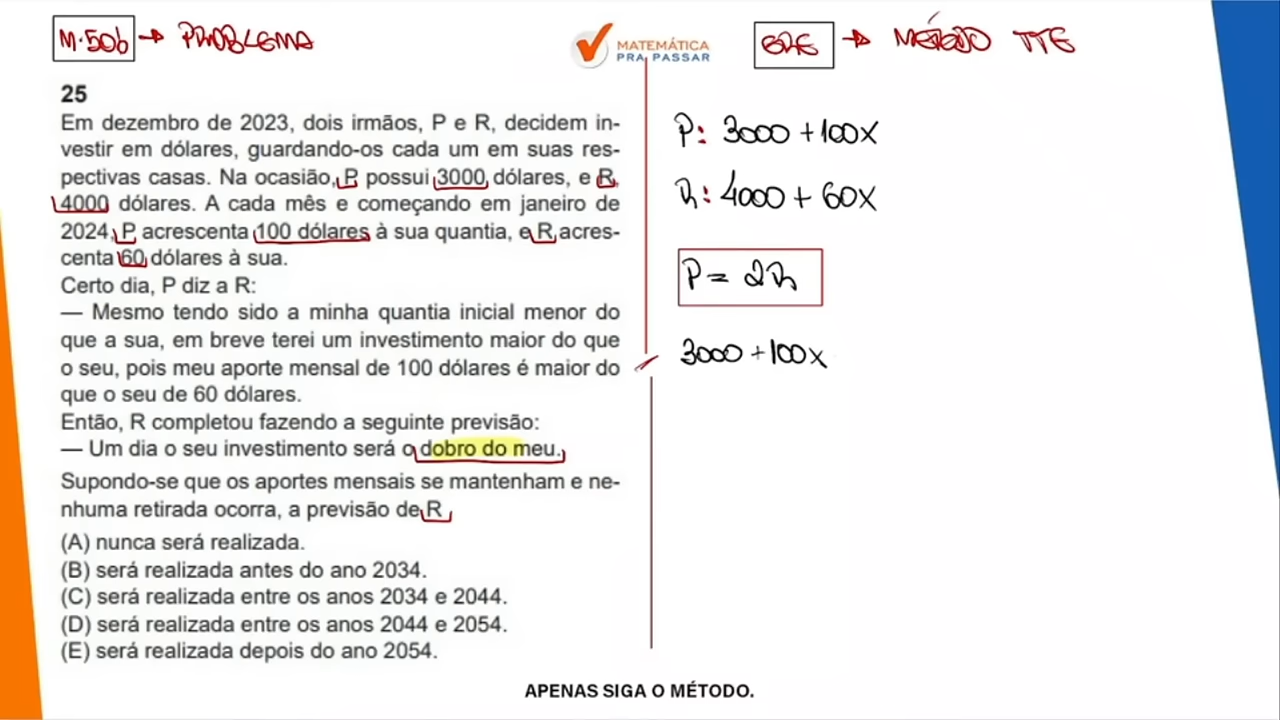 M.50b → PROBLEMA
MATEMÁTICA
PRA PASSAR
→ MÉTODO TTE
25
Em dezembro de 2023, dois irmãos, P e R, decidem in-
vestir em dólares, guardando-os cada um em suas res-
pectivas casas. Na ocasião, P possui 3000 dólares, e R,
4000 dólares. A cada mês e começando em janeiro de
2024, P acrescenta 100 dólares à sua quantia, e R acres-
centa 60 dólares à sua.
Certo dia, P diz a R:
— Mesmo tendo sido a minha quantia inicial menor do
que a sua, em breve terei um investimento maior do que
o seu, pois meu aporte mensal de 100 dólares é maior do
que o seu de 60 dólares.
Então, R completou fazendo a seguinte previsão:
— Um dia o seu investimento será o dobro do meu.
Supondo-se que os aportes mensais se mantenham e ne-
nhuma retirada ocorra, a previsão de R
(A) nunca será realizada.
(B) será realizada antes do ano 2034.
(C) será realizada entre os anos 2034 e 2044.
(D) será realizada entre os anos 2044 e 2054.
(E) será realizada depois do ano 2054.
P: 3000 + 100X
R: 4000 + 60X
P = 2R
3000 + 100X
APENAS SIGA O MÉTODO.